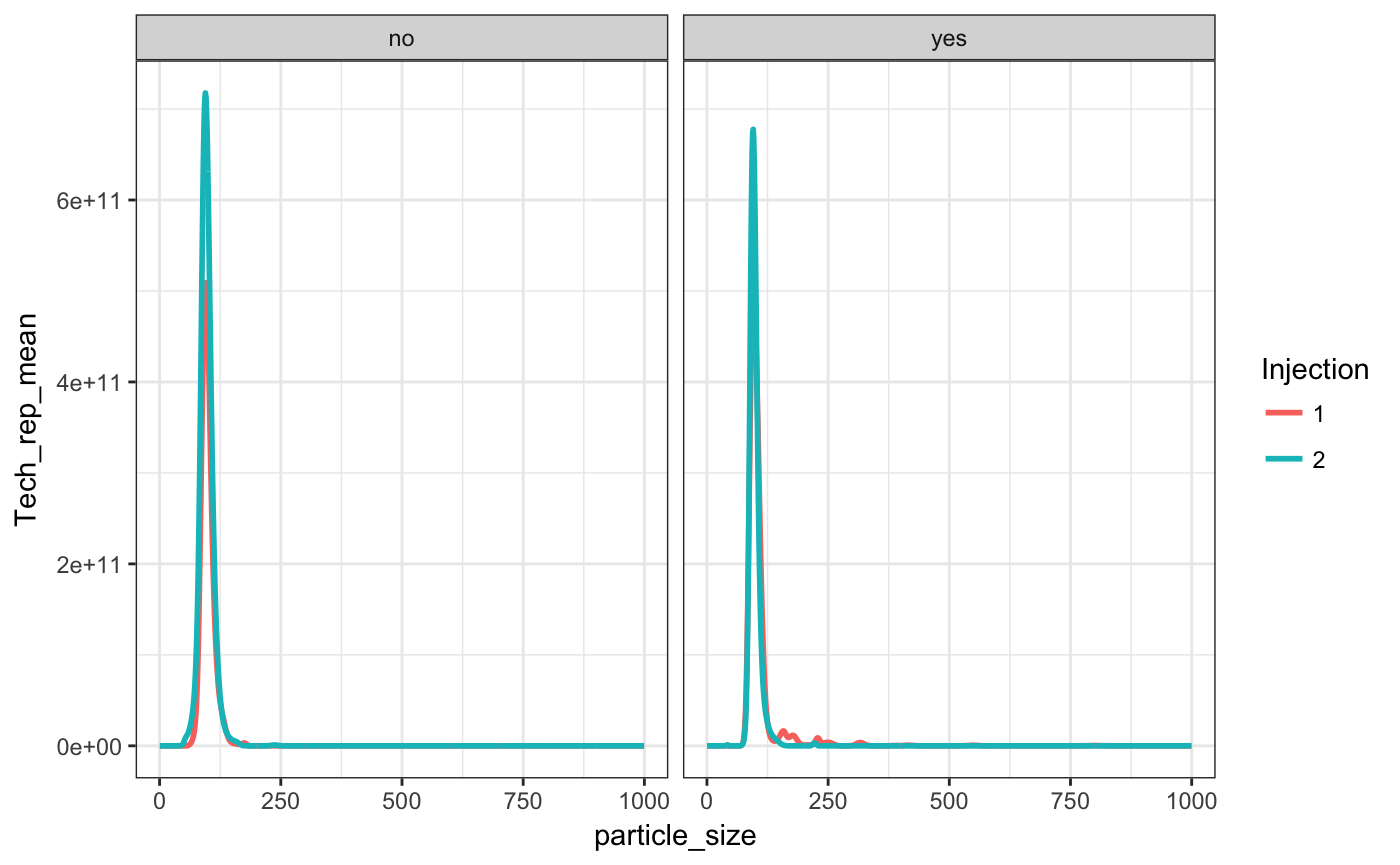 no yes
Tech_rep_mean
6e+11
4e+11
2e+11
0e+00
0 250 500 750 1000 0 250 500 750 1000
particle_size
Injection
1
2